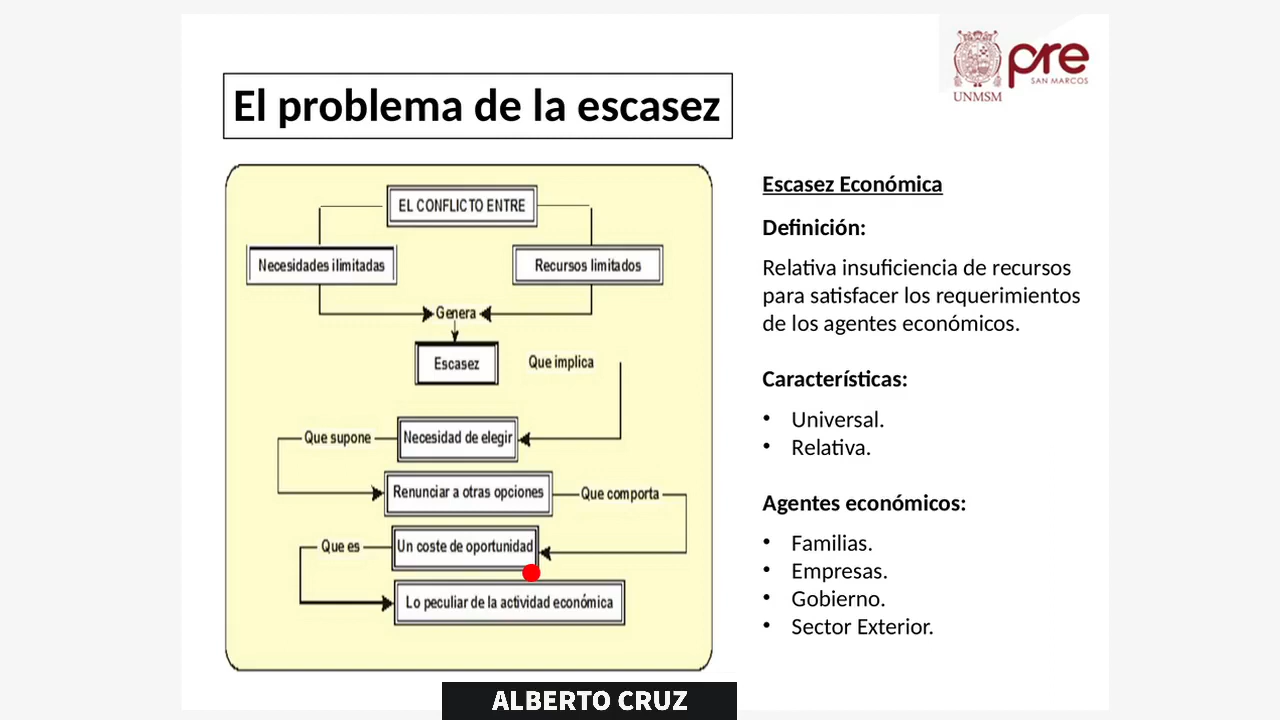 pre
SAN MARCOS
UNMSM
El problema de la escasez
EL CONFLICTO ENTRE
Necesidades ilimitadas
Recursos limitados
Genera
Escasez
Que implica
Que supone
Necesidad de elegir
Renunciar a otras opciones
Que comporta
Que es
Un coste de oportunidad
Lo peculiar de la actividad económica
Escasez Económica
Definición:
Relativa insuficiencia de recursos
para satisfacer los requerimientos
de los agentes económicos.
Características:
• Universal.
• Relativa.
Agentes económicos:
• Familias.
• Empresas.
• Gobierno.
• Sector Exterior.
ALBERTO CRUZ